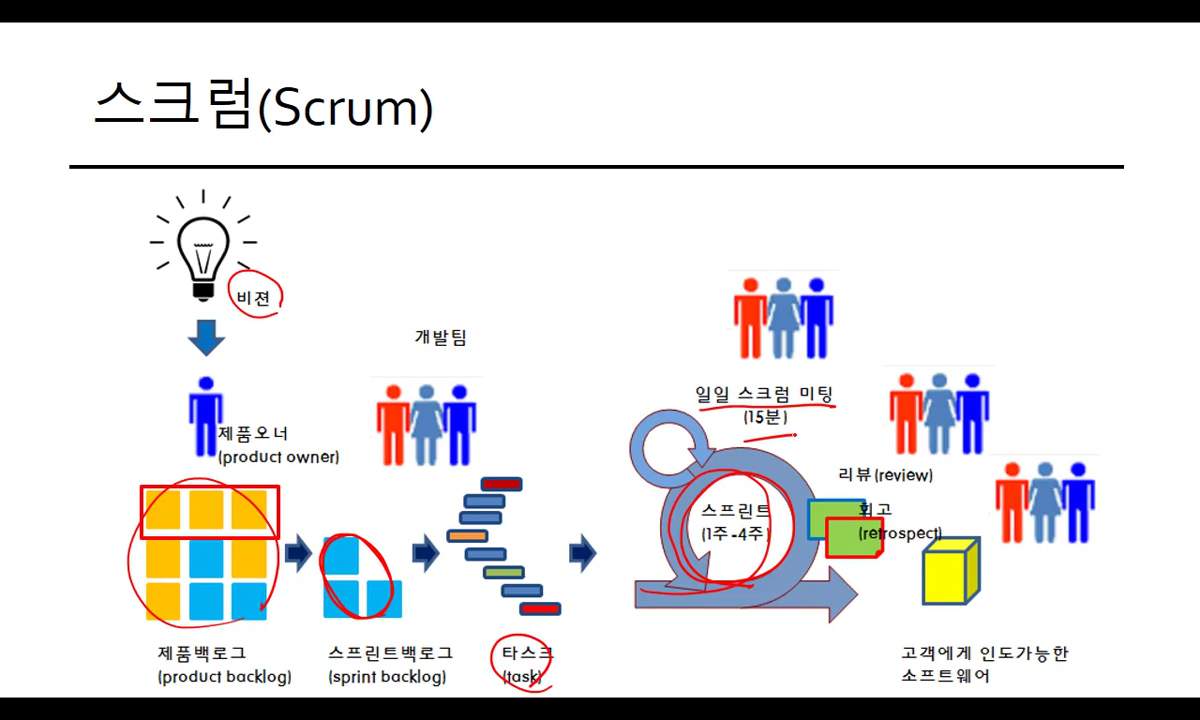 스크럼(Scrum)
비젼
개발팀
제품오너
(product owner)
일일 스크럼 미팅
(15분)
리뷰(review)
스프린트
(1주-4주)
회고
(retrospect)
제품백로그
(product backlog)
스프린트백로그
(sprint backlog)
타스크
(task)
고객에게 인도가능한
소프트웨어